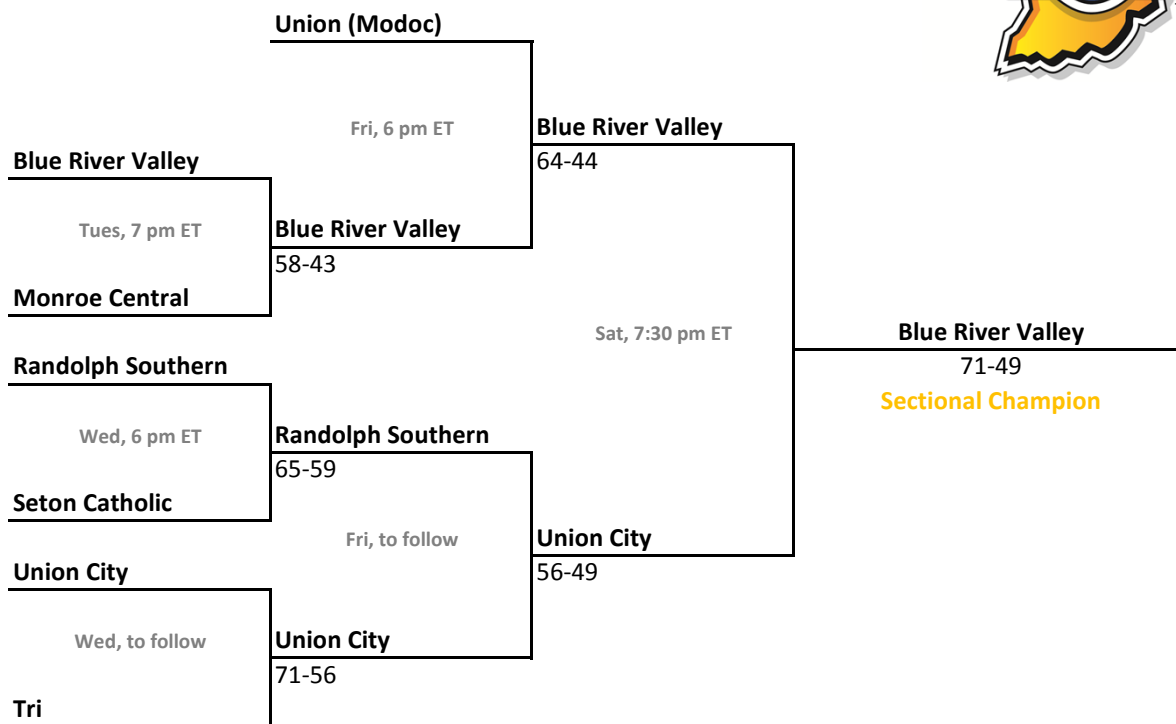 Union (Modoc)
Fri, 6 pm ET
Blue River Valley
64-44
Blue River Valley
Tues, 7 pm ET
Blue River Valley
58-43
Monroe Central
Sat, 7:30 pm ET
Blue River Valley
71-49
Sectional Champion
Randolph Southern
Wed, 6 pm ET
Randolph Southern
65-59
Seton Catholic
Fri, to follow
Union City
56-49
Union City
Wed, to follow
Union City
71-56
Tri